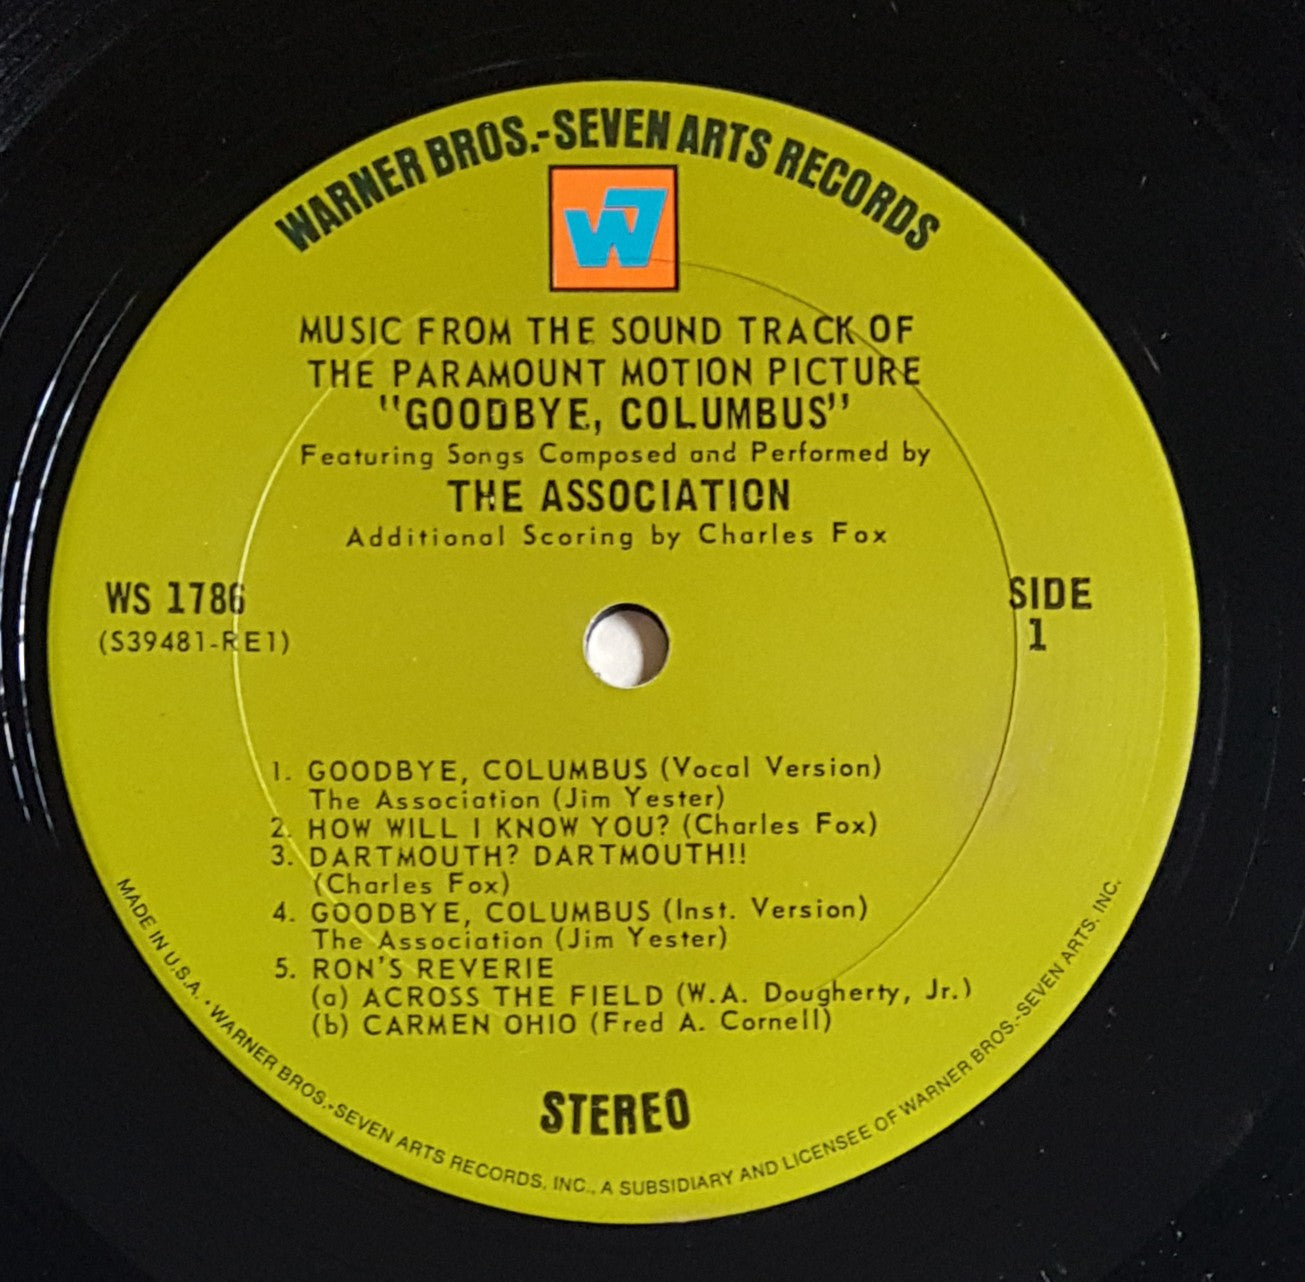 WARNER BROS.-SEVEN ARTS RECORDS
W7
MUSIC FROM THE SOUND TRACK OF
THE PARAMOUNT MOTION PICTURE
"GOODBYE, COLUMBUS"
Featuring Songs Composed and Performed by
THE ASSOCIATION
Additional Scoring by Charles Fox
WS 1786
(S39481-RE1)
SIDE
1
1. GOODBYE, COLUMBUS (Vocal Version)
The Association (Jim Yester)
2. HOW WILL I KNOW YOU? (Charles Fox)
3. DARTMOUTH? DARTMOUTH!!
(Charles Fox)
4. GOODBYE, COLUMBUS (Inst. Version)
The Association (Jim Yester)
5. RON'S REVERIE
(a) ACROSS THE FIELD (W.A. Dougherty, Jr.)
(b) CARMEN OHIO (Fred A. Cornell)
STEREO
MADE IN U.S.A. • WARNER BROS.-SEVEN ARTS RECORDS, INC., A SUBSIDIARY AND LICENSEE OF WARNER BROS.-SEVEN ARTS, INC.